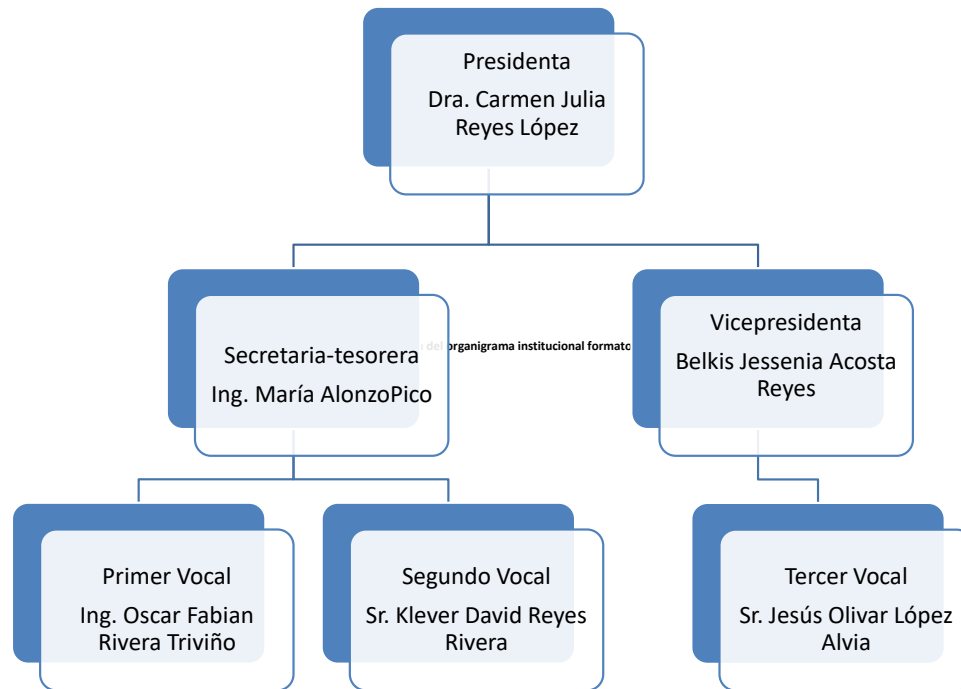 Presidenta
Dra. Carmen Julia
Reyes López
Secretaria-tesorera
Ing. María AlonzoPico
del organigrama institucional formato
Vicepresidenta
Belkis Jessenia Acosta
Reyes
Primer Vocal
Ing. Oscar Fabian
Rivera Triviño
Segundo Vocal
Sr. Klever David Reyes
Rivera
Tercer Vocal
Sr. Jesús Olivar López
Alvia